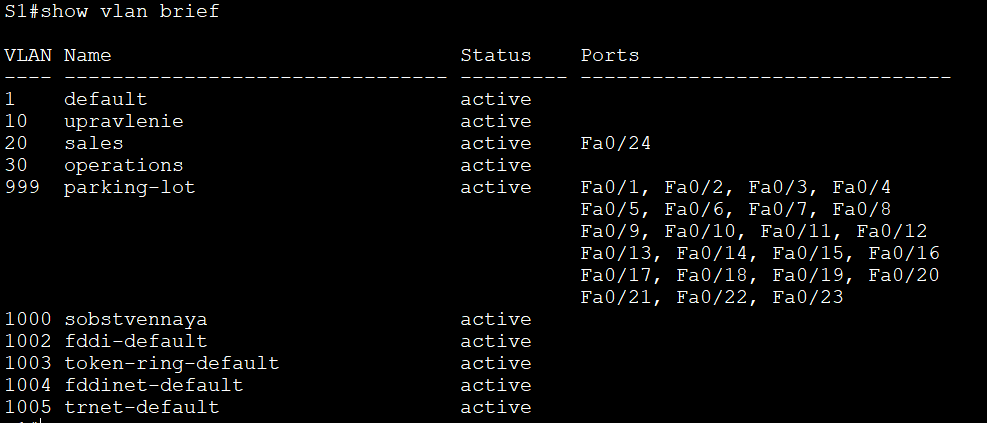 S1#show vlan brief
VLAN Name                             Status    Ports
---- -------------------------------- --------- -------------------------------
1    default                          active
10   upravlenie                       active
20   sales                            active    Fa0/24
30   operations                       active
999  parking-lot                      active    Fa0/1, Fa0/2, Fa0/3, Fa0/4
                                                Fa0/5, Fa0/6, Fa0/7, Fa0/8
                                                Fa0/9, Fa0/10, Fa0/11, Fa0/12
                                                Fa0/13, Fa0/14, Fa0/15, Fa0/16
                                                Fa0/17, Fa0/18, Fa0/19, Fa0/20
                                                Fa0/21, Fa0/22, Fa0/23
1000 sobstvennaya                     active
1002 fddi-default                     active
1003 token-ring-default               active
1004 fddinet-default                  active
1005 trnet-default                    active